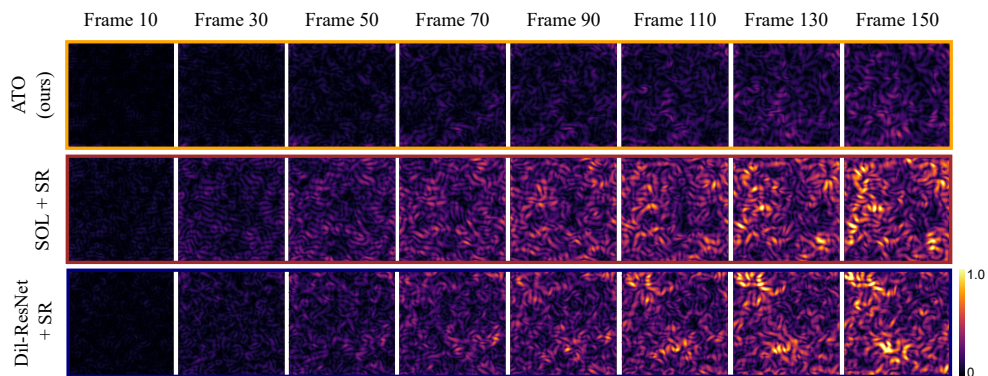 Frame 10 Frame 30 Frame 50 Frame 70 Frame 90 Frame 110 Frame 130 Frame 150
ATO
(ours)
SOL + SR
Dil-ResNet
+ SR
1.0
0